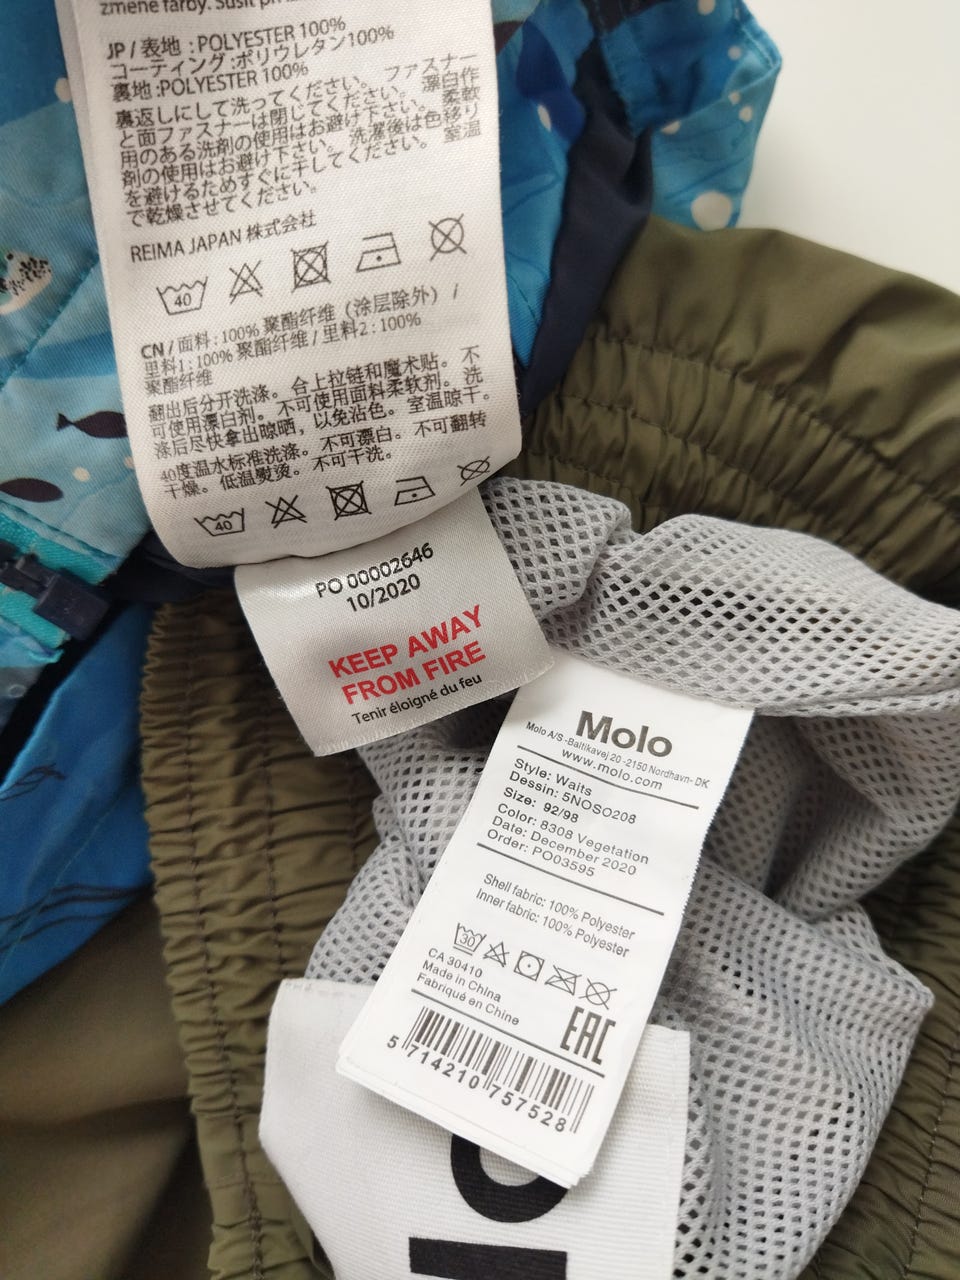 zmene farby. Sušiť pri
JP / 表地 : POLYESTER 100%
コーティング:ポリウレタン100%
裏地 :POLYESTER 100%
裏返しにして洗ってください。 ファスナー
と面ファスナーは閉じてください。 漂白作
用のある洗剤の使用はお避け下さい。 柔軟
剤の使用はお避け下さい。 洗濯後は色移り
を避けるためすぐに干してください。 室温
で乾燥させてください。
REIMA JAPAN 株式会社
40
CN / 面料 : 100% 聚酯纤维（涂层除外） /
里料1: 100% 聚酯纤维 / 里料2 : 100%
聚酯纤维
翻出后分开洗涤。 合上拉链和魔术贴。 不
可使用漂白剂。 不可使用面料柔软剂。 洗
涤后尽快拿出晾晒，以免沾色。 室温晾干。
40度温水标准洗涤。 不可漂白。 不可翻转
干燥。 低温熨烫。 不可干洗。
40
PO 00002646
10/2020
KEEP AWAY
FROM FIRE
Tenir éloigné du feu
Molo
Molo A/S -Baltikavej 20 -2150 Nordhavn- DK
www.molo.com
Style: Waits
Dessin: 5NOSO208
Size: 92/98
Color: 8308 Vegetation
Date: December 2020
Order: PO03595
Shell fabric: 100% Polyester
Inner fabric: 100% Polyester
30
CA 30410
Made in China
Fabriqué en Chine
EAC
5 714210 757528
lo